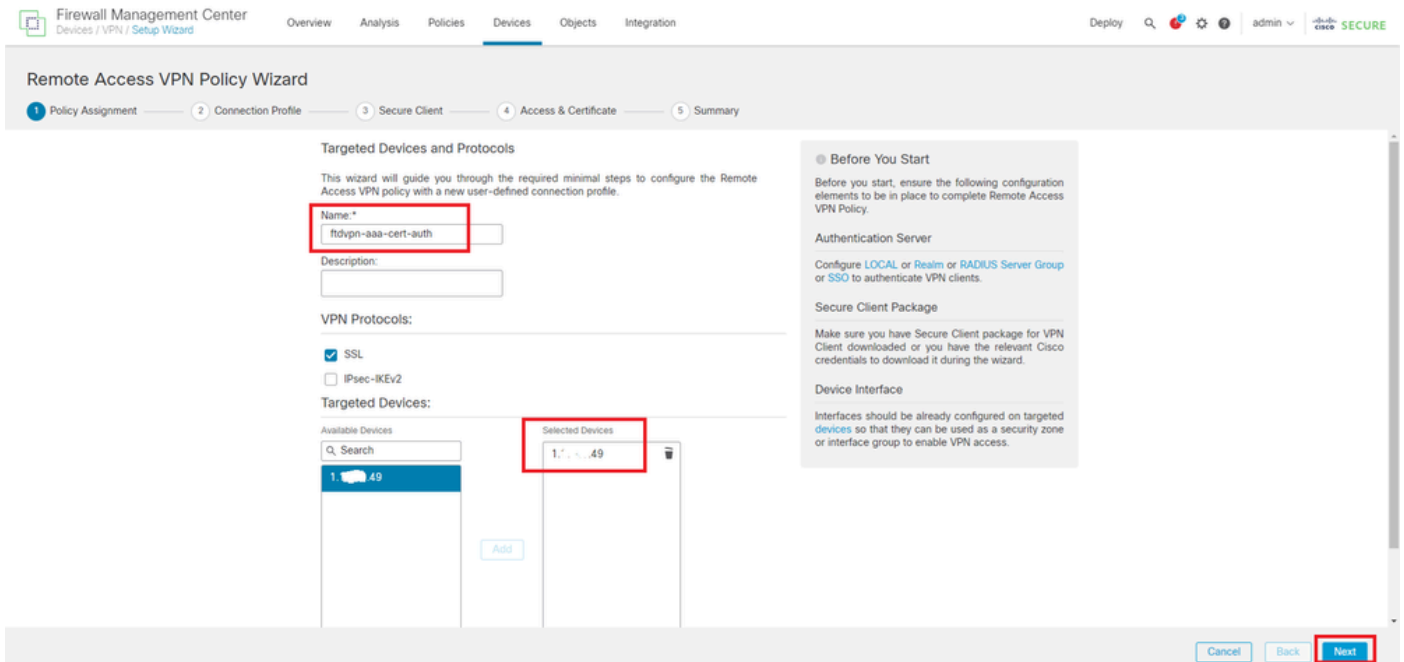 Firewall Management Center
Devices / VPN / Setup Wizard
Overview
Analysis
Policies
Devices
Objects
Integration
Deploy
admin
cisco SECURE
Remote Access VPN Policy Wizard
1 Policy Assignment
2 Connection Profile
3 Secure Client
4 Access & Certificate
5 Summary
Targeted Devices and Protocols
This wizard will guide you through the required minimal steps to configure the Remote
Access VPN policy with a new user-defined connection profile.
Name:*
ftdvpn-aaa-cert-auth
Description:
VPN Protocols:
SSL
IPsec-IKEv2
Targeted Devices:
Available Devices
Search
1. .49
Add
Selected Devices
1. .49
Before You Start
Before you start, ensure the following configuration
elements to be in place to complete Remote Access
VPN Policy.
Authentication Server
Configure LOCAL or Realm or RADIUS Server Group
or SSO to authenticate VPN clients.
Secure Client Package
Make sure you have Secure Client package for VPN
Client downloaded or you have the relevant Cisco
credentials to download it during the wizard.
Device Interface
Interfaces should be already configured on targeted
devices so that they can be used as a security zone
or interface group to enable VPN access.
Cancel
Back
Next